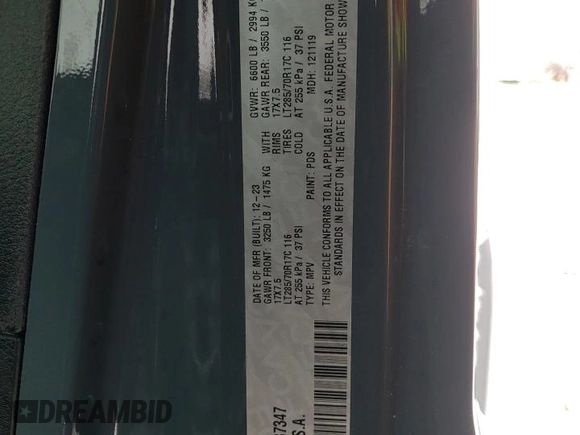 DATE OF MFR (BUILT): 12-23 GVWR: 6600 LB / 2994 K
GAWR FRONT: 3250 LB / 1475 KG WITH GAWR REAR: 3550 LB /
17X7.5 RIMS 17X7.5
LT285/70R17C 116 TIRES LT285/70R17C 116
AT 255 kPa / 37 PSI COLD AT 255 kPa / 37 PSI
TYPE: MPV PAINT: PDS MDH: 121119
THIS VEHICLE CONFORMS TO ALL APPLICABLE U.S.A. FEDERAL MOTOR
STANDARDS IN EFFECT ON THE DATE OF MANUFACTURE SHOW
7347
S.A.
DREAMBID